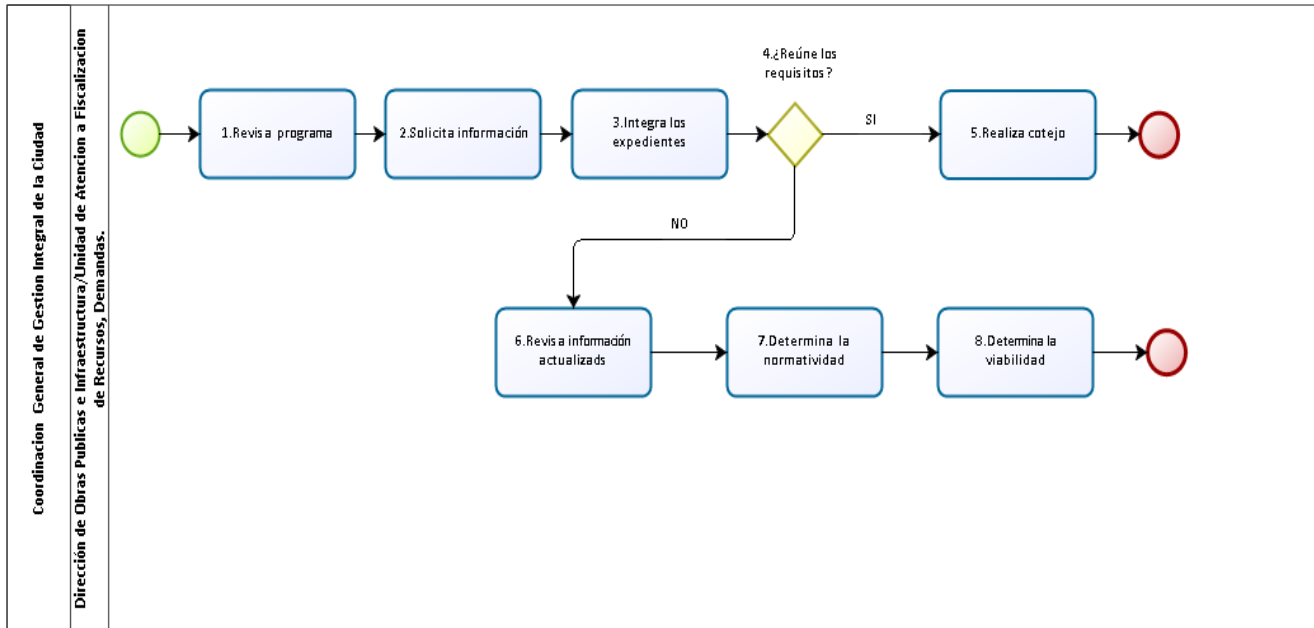 Coordinacion General de Gestion Integral de la Ciudad
Dirección de Obras Publicas e Infraestructura/Unidad de Atencion a Fiscalizacion
de Recursos, Demandas.
1.Revisa programa
2.Solicita información
3.Integra los
expedientes
4.¿Reúne los
requisitos?
SI
5.Realiza cotejo
NO
6.Revisa información
actualizads
7.Determina la
normatividad
8.Determina la
viabilidad